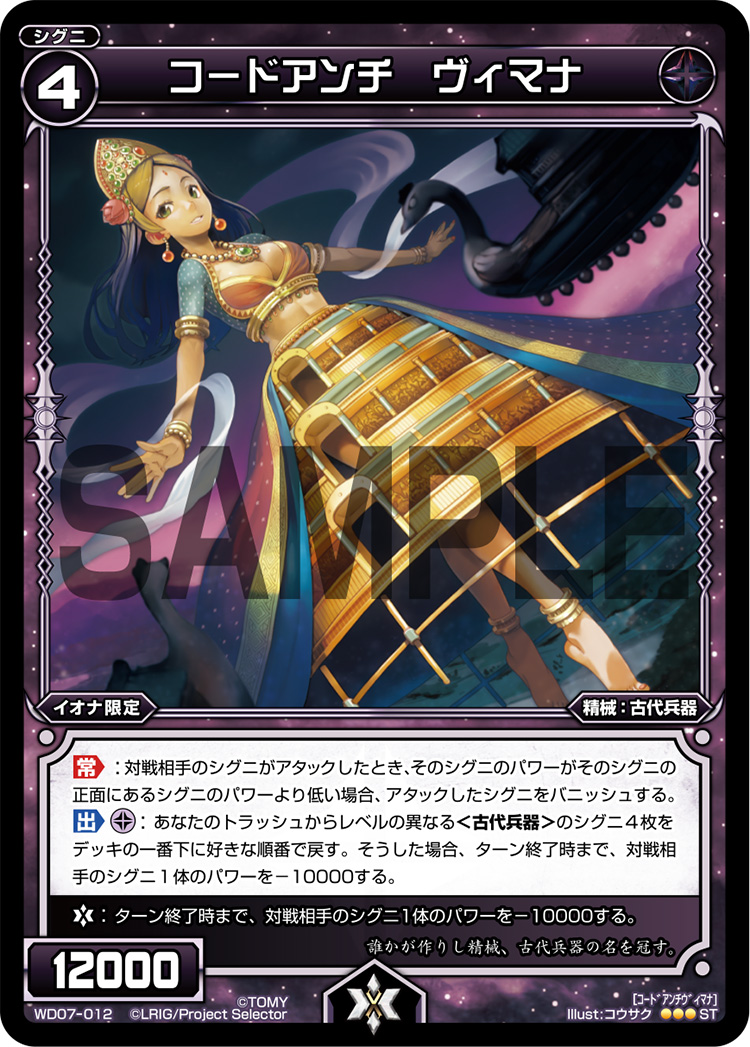 シグニ
4
コードアンチ　ヴィマナ
SAMPLE
イオナ限定
精械：古代兵器
常：対戦相手のシグニがアタックしたとき、そのシグニのパワーがそのシグニの
正面にあるシグニのパワーより低い場合、アタックしたシグニをバニッシュする。
出 ：あなたのトラッシュからレベルの異なる<古代兵器>のシグニ４枚を
デッキの一番下に好きな順番で戻す。そうした場合、ターン終了時まで、対戦相
手のシグニ１体のパワーを－10000する。
：ターン終了時まで、対戦相手のシグニ1体のパワーを－10000する。
誰かが作りし精械、古代兵器の名を冠す。
12000
©TOMY
[コードアンチヴィマナ]
WD07-012 ©LRIG/Project Selector
Illust:コウサク ST